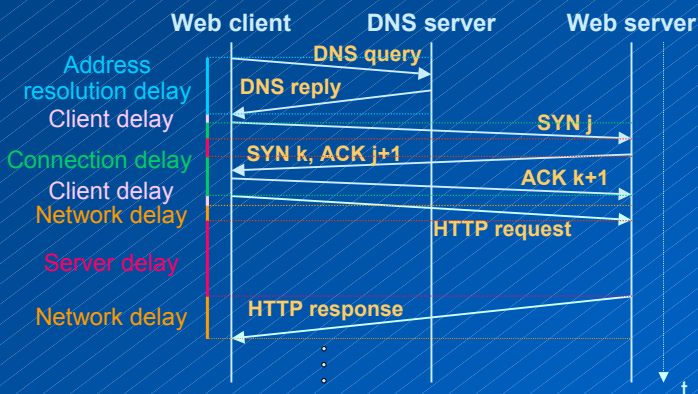 Web client DNS server Web server
DNS query
Address
resolution delay
DNS reply
Client delay
SYN j
SYN k, ACK j+1
Connection delay
ACK k+1
Client delay
Network delay
HTTP request
Server delay
HTTP response
Network delay
t